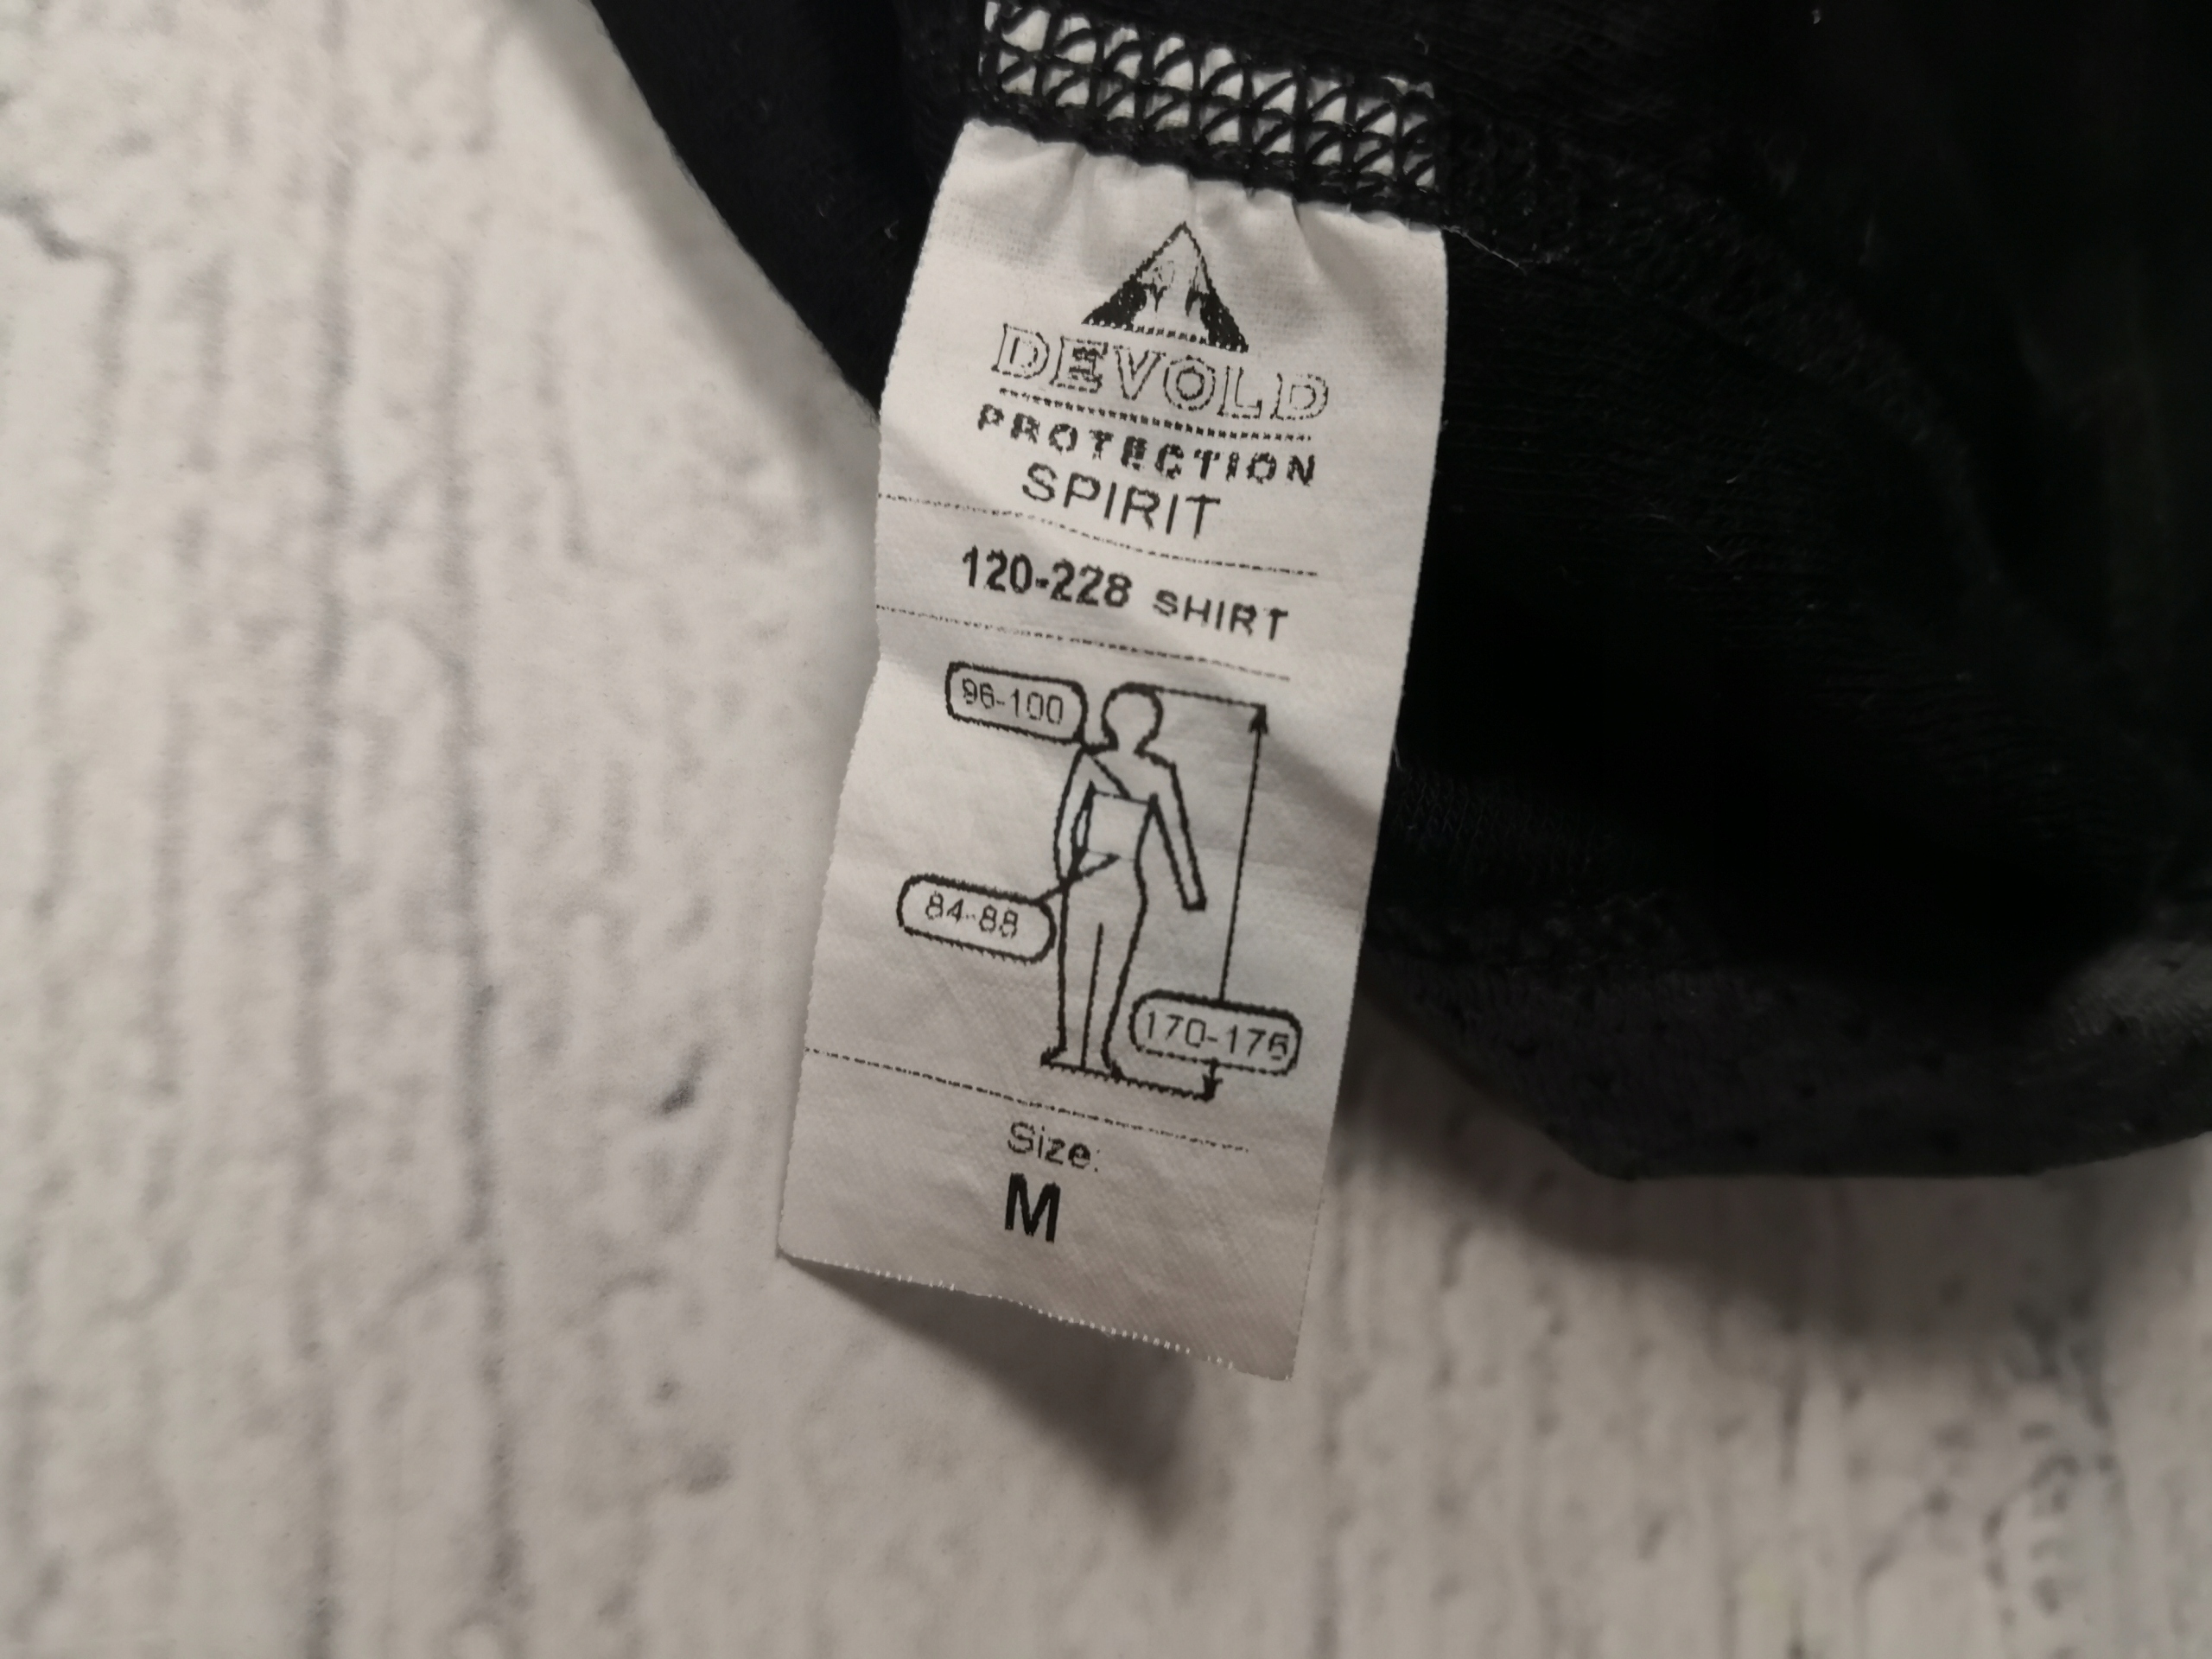 DEVOLD
PROTECTION
SPIRIT
120-228 SHIRT
96-100
84-88
170-176
Size:
M